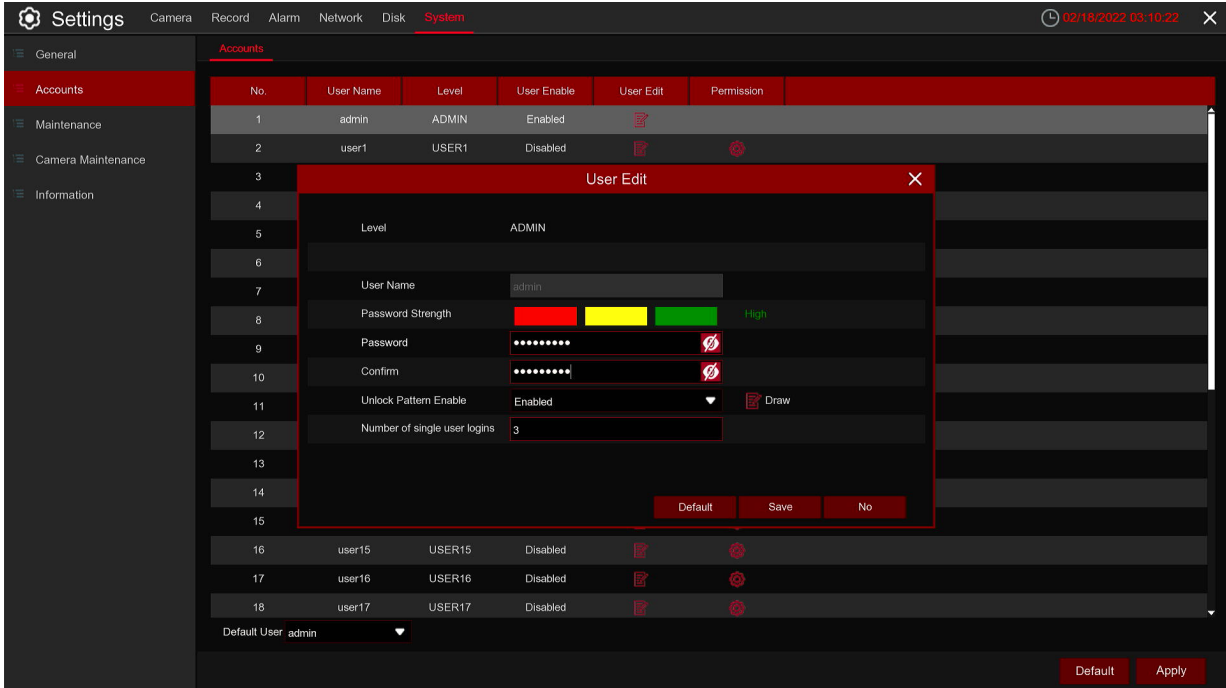 Settings Camera Record Alarm Network Disk System 02/18/2022 03:10:22
General
Accounts
Maintenance
Camera Maintenance
Information
Accounts
No. User Name Level User Enable User Edit Permission
1 admin ADMIN Enabled
2 user1 USER1 Disabled
3
4
5
6
7
8
9
10
11
12
13
14
15
16 user15 USER15 Disabled
17 user16 USER16 Disabled
18 user17 USER17 Disabled
User Edit
Level ADMIN
User Name admin
Password Strength High
Password •••••••••
Confirm •••••••••
Unlock Pattern Enable Enabled Draw
Number of single user logins 3
Default Save No
Default User admin
Default Apply